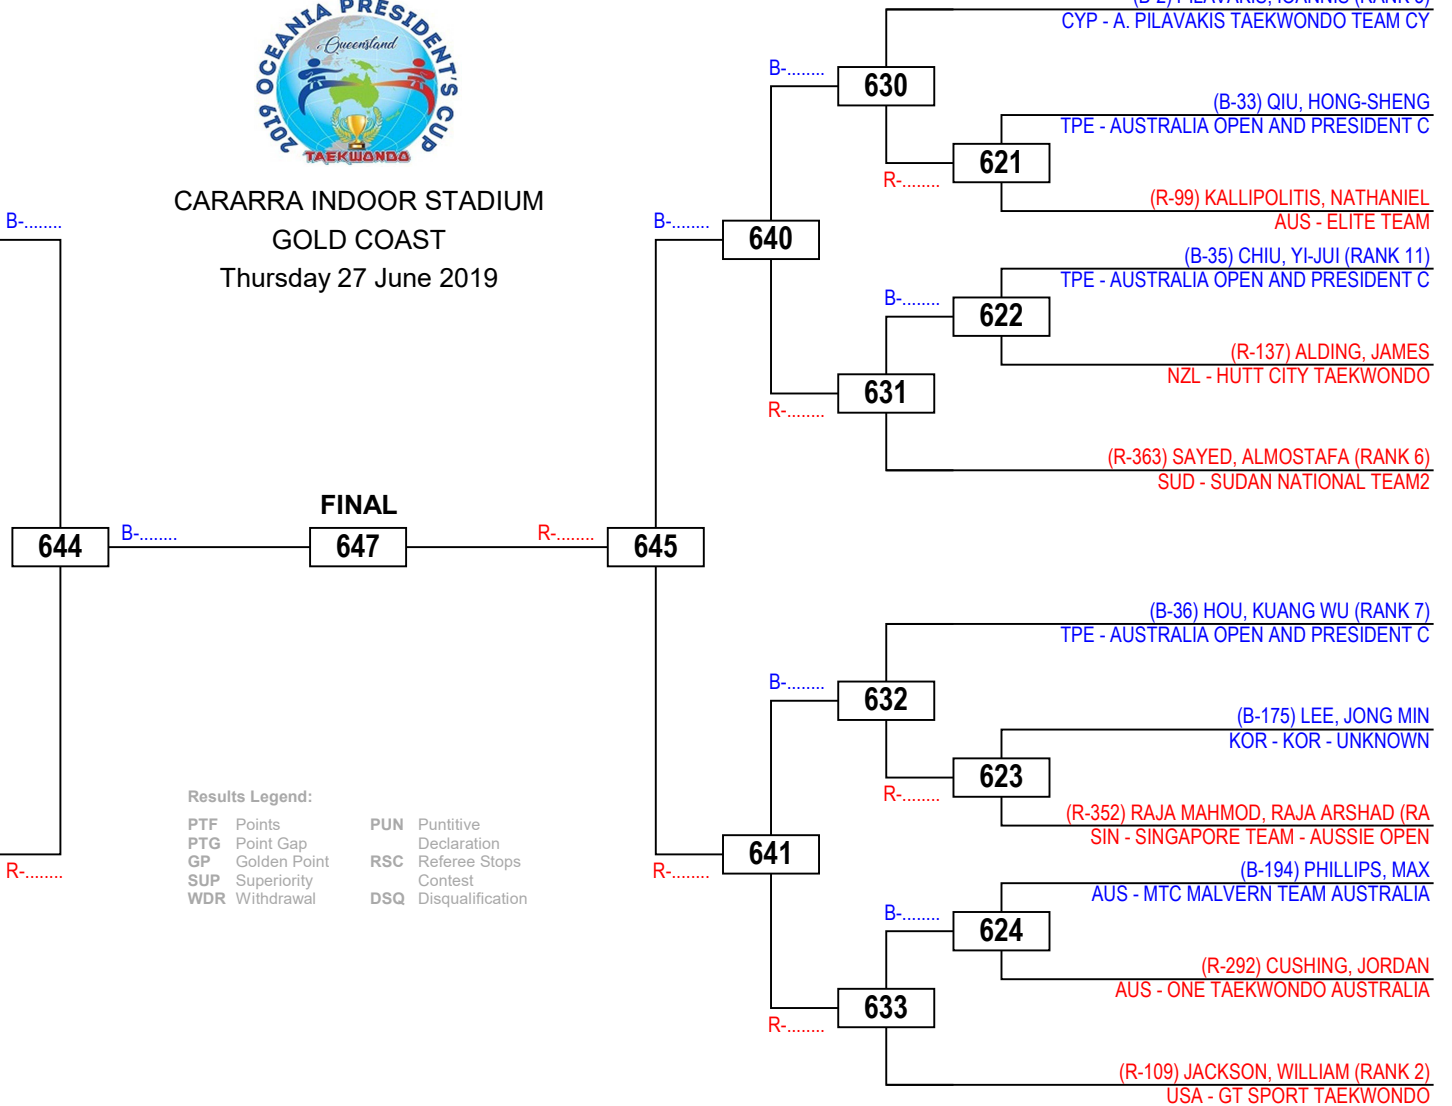 2019 OCEANIA PRESIDENT'S CUP
Queensland
TAEKWONDO
CARARRA INDOOR STADIUM
GOLD COAST
Thursday 27 June 2019
CYP - A. PILAVAKIS TAEKWONDO TEAM CY
B-........
630
(B-33) QIU, HONG-SHENG
TPE - AUSTRALIA OPEN AND PRESIDENT C
621
R-........
(R-99) KALLIPOLITIS, NATHANIEL
AUS - ELITE TEAM
B-........
B-........
640
(B-35) CHIU, YI-JUI (RANK 11)
TPE - AUSTRALIA OPEN AND PRESIDENT C
B-........
622
(R-137) ALDING, JAMES
NZL - HUTT CITY TAEKWONDO
631
R-........
(R-363) SAYED, ALMOSTAFA (RANK 6)
SUD - SUDAN NATIONAL TEAM2
FINAL
644
B-........
647
R-........
645
(B-36) HOU, KUANG WU (RANK 7)
TPE - AUSTRALIA OPEN AND PRESIDENT C
B-........
632
(B-175) LEE, JONG MIN
KOR - KOR - UNKNOWN
623
R-........
(R-352) RAJA MAHMOD, RAJA ARSHAD (RA
SIN - SINGAPORE TEAM - AUSSIE OPEN
641
R-........
R-........
(B-194) PHILLIPS, MAX
AUS - MTC MALVERN TEAM AUSTRALIA
B-........
624
(R-292) CUSHING, JORDAN
AUS - ONE TAEKWONDO AUSTRALIA
633
R-........
(R-109) JACKSON, WILLIAM (RANK 2)
USA - GT SPORT TAEKWONDO
Results Legend:
PTF Points
PTG Point Gap
GP Golden Point
SUP Superiority
WDR Withdrawal
PUN Puntitive
Declaration
RSC Referee Stops
Contest
DSQ Disqualification